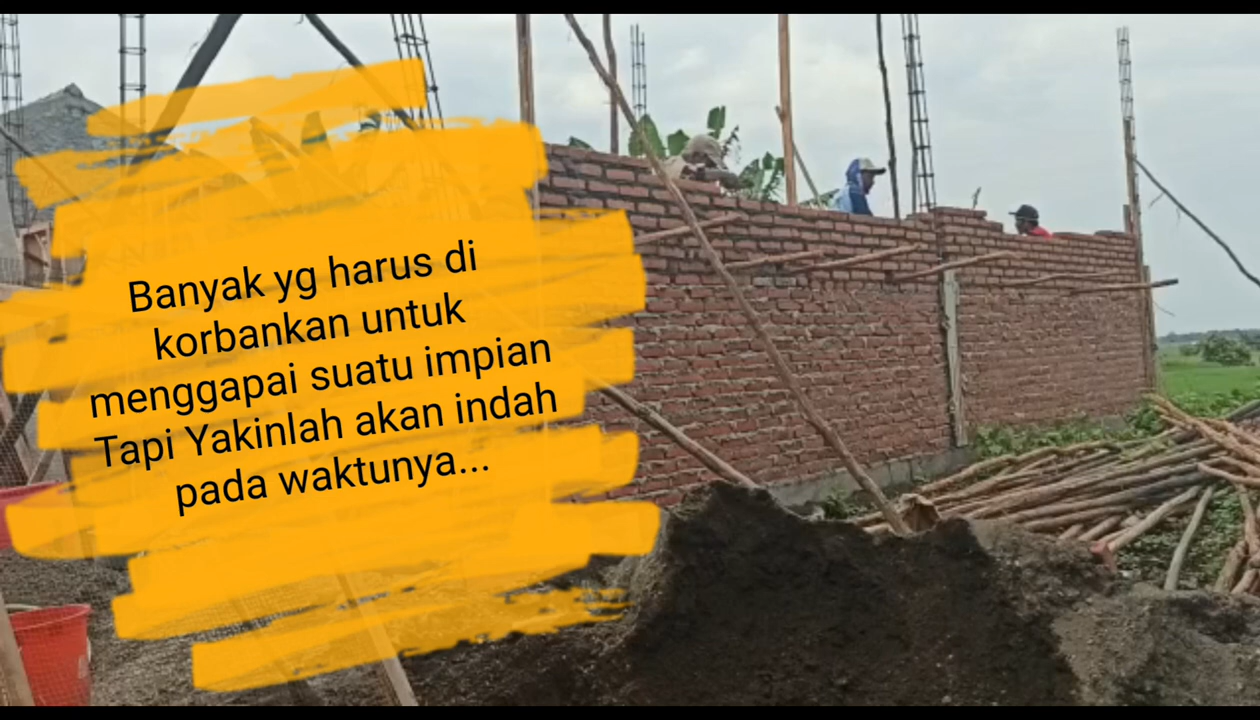 Banyak yg harus di
korbankan untuk
menggapai suatu impian
Tapi Yakinlah akan indah
pada waktunya...